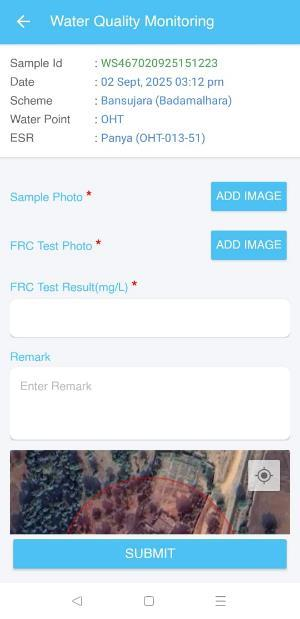 Water Quality Monitoring
Sample Id : WS467020925151223
Date : 02 Sept, 2025 03:12 pm
Scheme : Bansujara (Badamalhara)
Water Point : OHT
ESR : Panya (OHT-013-51)
Sample Photo *
ADD IMAGE
FRC Test Photo *
ADD IMAGE
FRC Test Result(mg/L) *
Remark
Enter Remark
SUBMIT